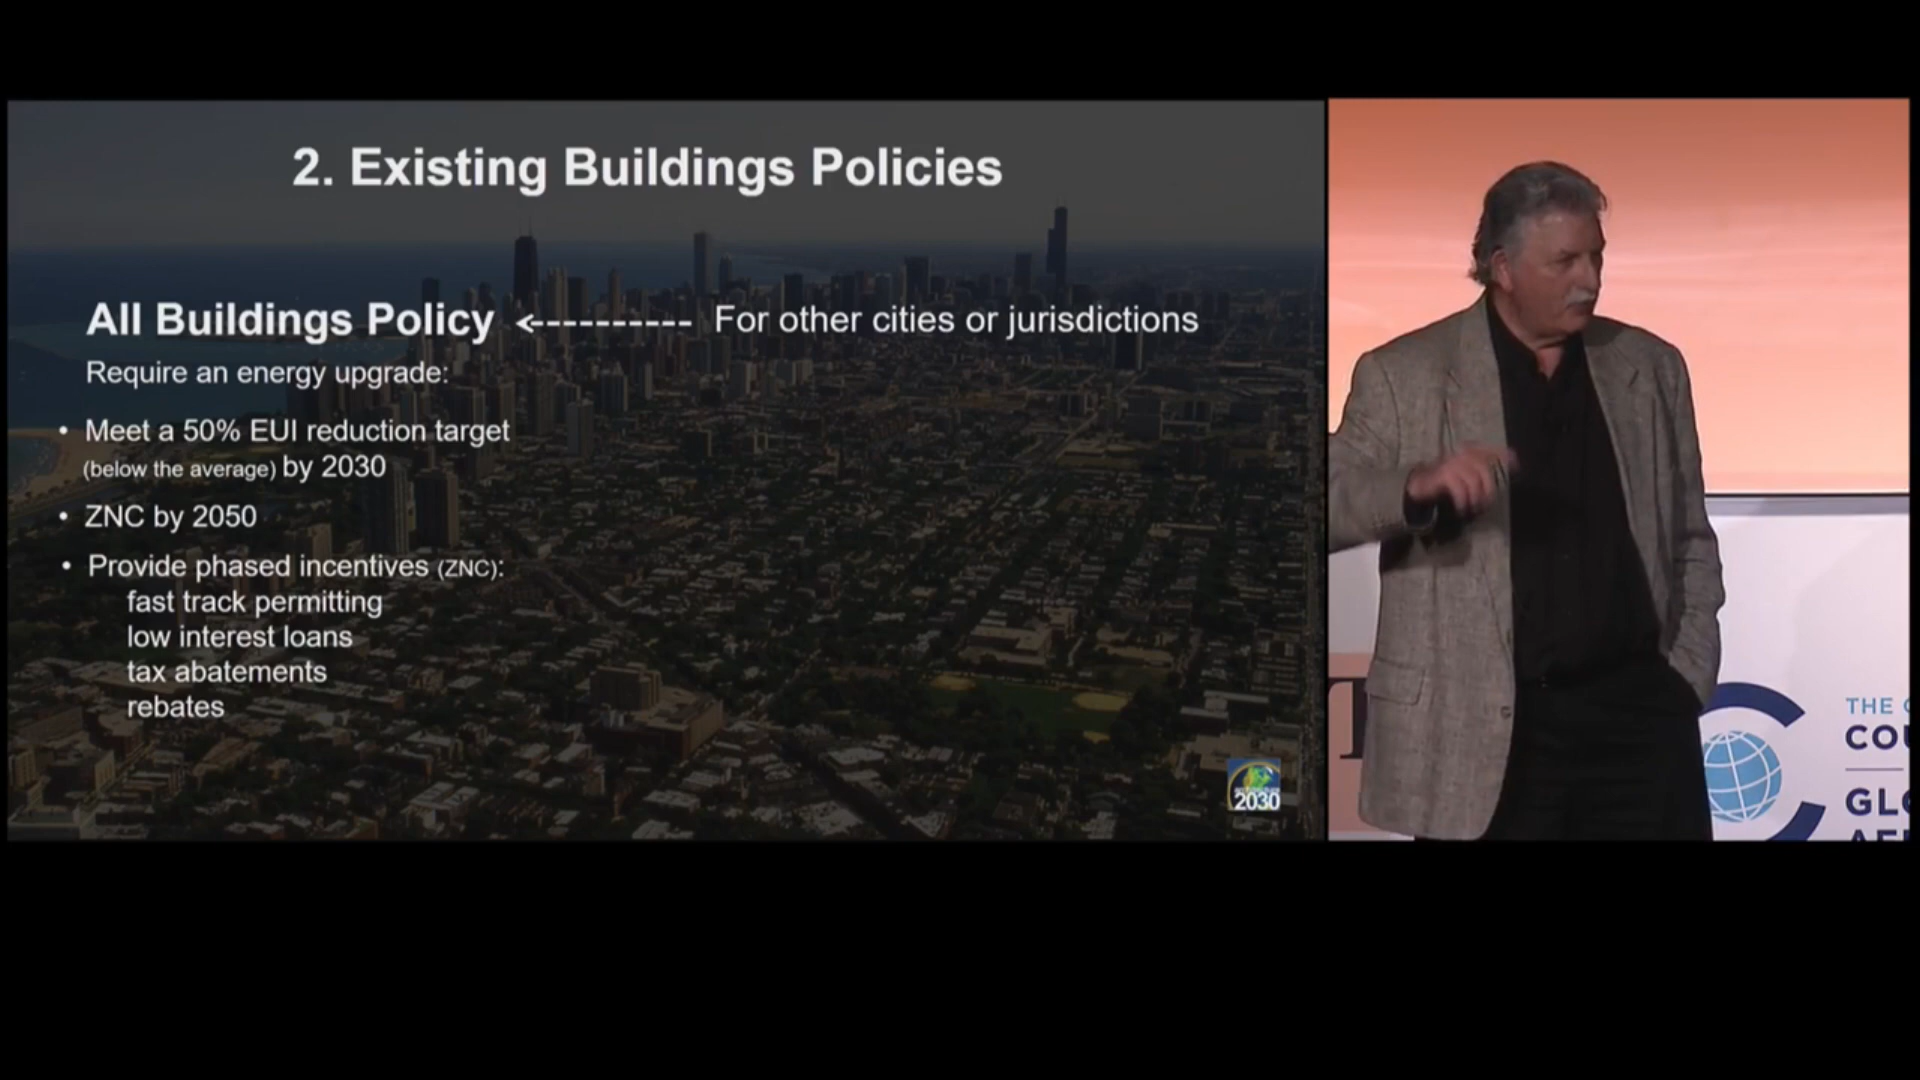 2. Existing Buildings Policies
All Buildings Policy <---------- For other cities or jurisdictions
Require an energy upgrade:
• Meet a 50% EUI reduction target
(below the average) by 2030
• ZNC by 2050
• Provide phased incentives (ZNC):
fast track permitting
low interest loans
tax abatements
rebates
2030
THE
COU
GLO